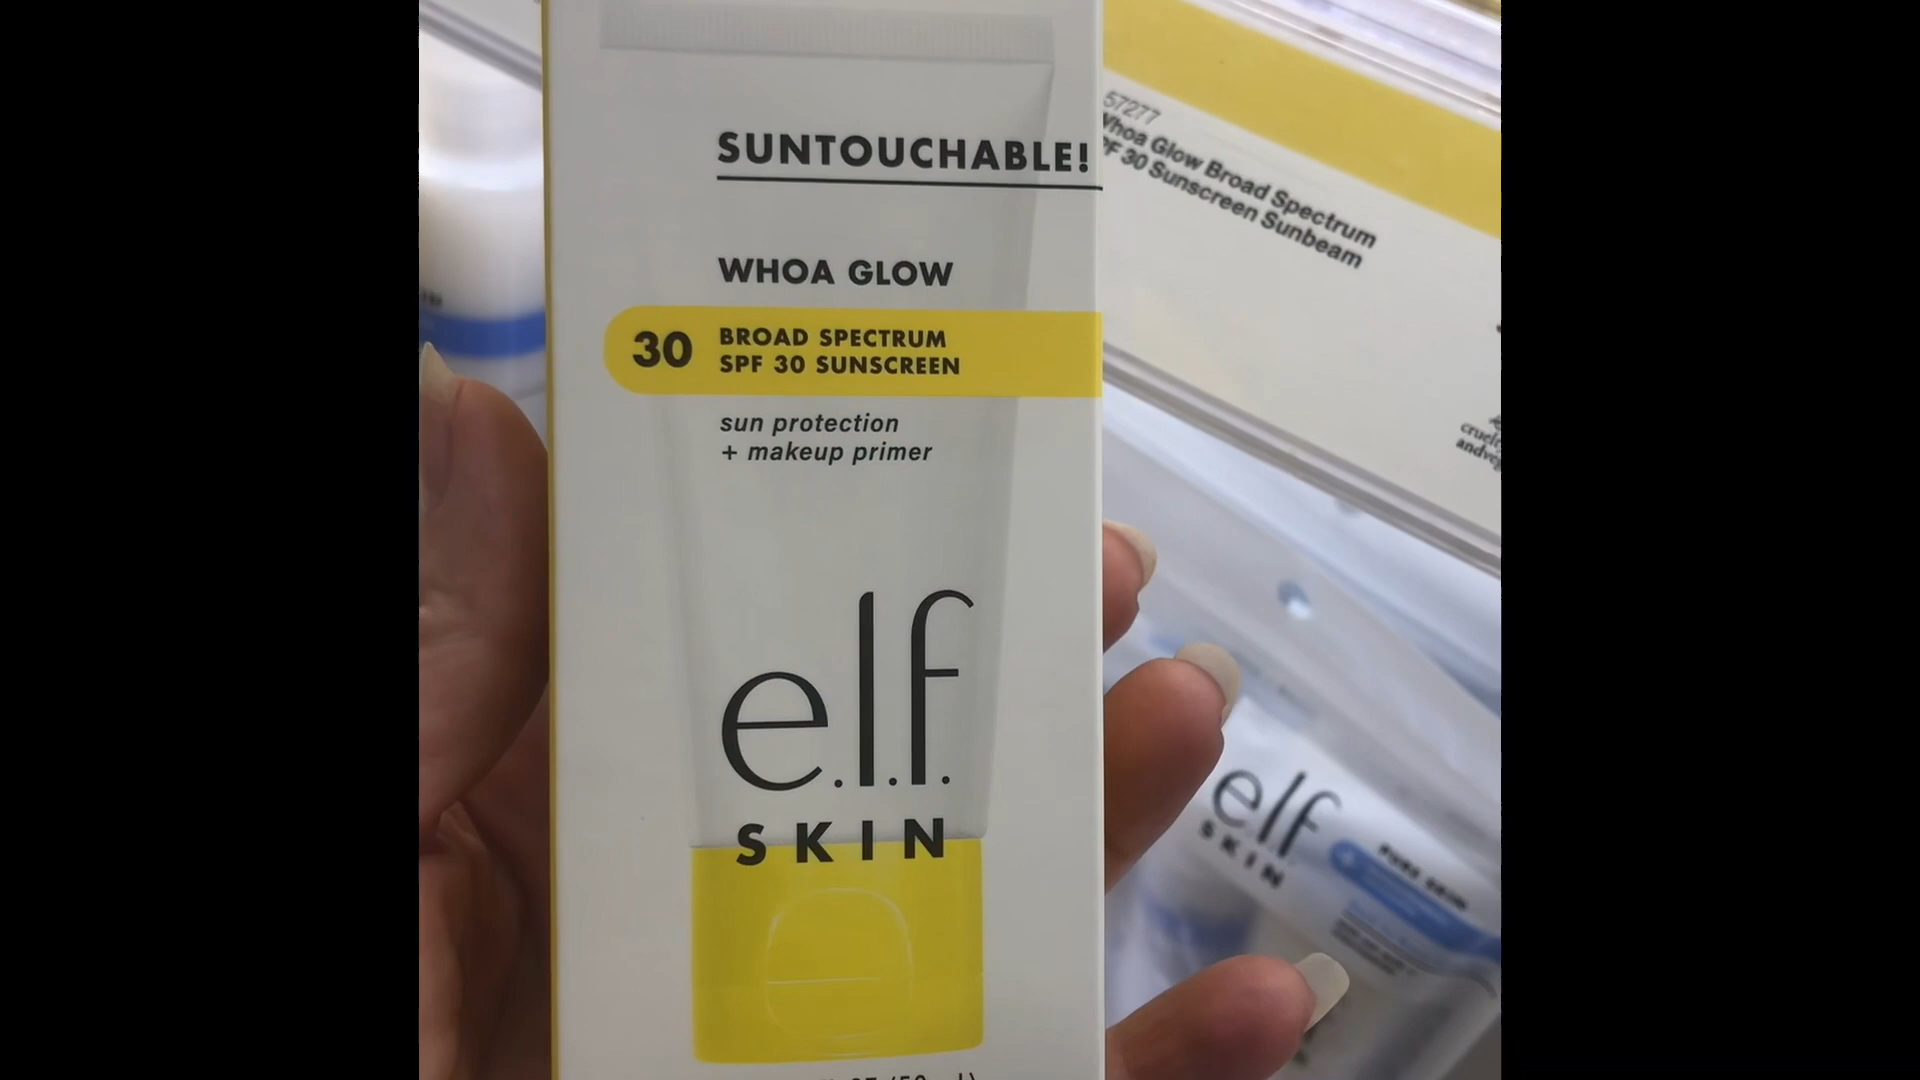 SUNTOUCHABLE!
WHOA GLOW
30
BROAD SPECTRUM
SPF 30 SUNSCREEN
sun protection
+ makeup primer
e.l.f.
SKIN
57277
Whoa Glow Broad Spectrum
30 Sunscreen Sunbeam
elf
SKIN